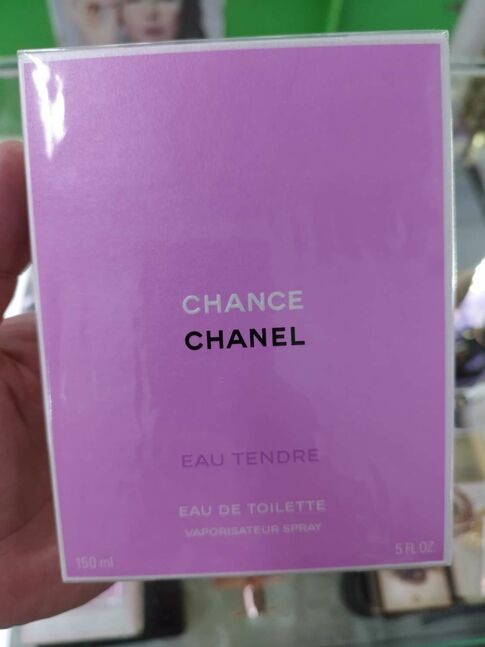 CHANCE
CHANEL
EAU TENDRE
EAU DE TOILETTE
VAPORISATEUR SPRAY
150 ml
5 FL OZ